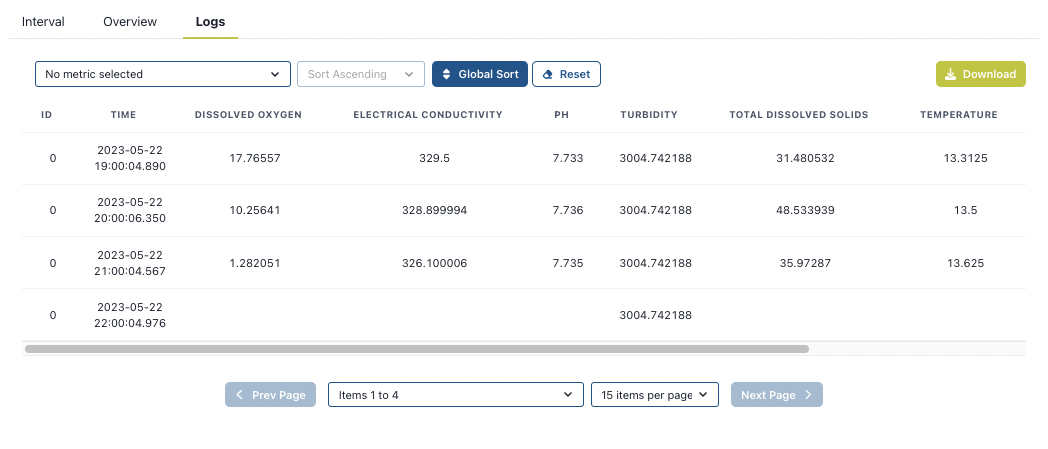 Interval Overview Logs
No metric selected Sort Ascending Global Sort Reset Download
ID TIME DISSOLVED OXYGEN ELECTRICAL CONDUCTIVITY PH TURBIDITY TOTAL DISSOLVED SOLIDS TEMPERATURE
0 2023-05-22 19:00:04.890 17.76557 329.5 7.733 3004.742188 31.480532 13.3125
0 2023-05-22 20:00:06.350 10.25641 328.899994 7.736 3004.742188 48.533939 13.5
0 2023-05-22 21:00:04.567 1.282051 326.100006 7.735 3004.742188 35.97287 13.625
0 2023-05-22 22:00:04.976 3004.742188
Prev Page Items 1 to 4 15 items per page Next Page